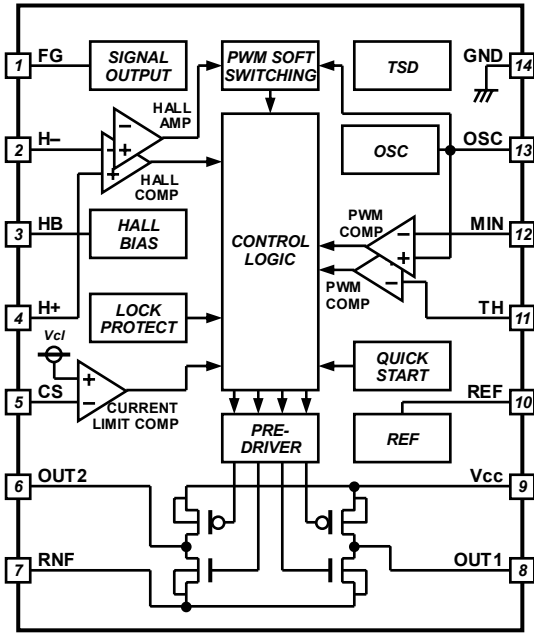 1 FG
SIGNAL
OUTPUT
PWM SOFT
SWITCHING
TSD
GND 14
HALL
AMP
2 H–
HALL
COMP
OSC
OSC 13
3 HB
HALL
BIAS
CONTROL
LOGIC
PWM
COMP
MIN 12
4 H+
LOCK
PROTECT
PWM
COMP
TH 11
Vcl
5 CS
CURRENT
LIMIT COMP
QUICK
START
REF 10
PRE-
DRIVER
REF
6 OUT2
Vcc 9
7 RNF
OUT1 8